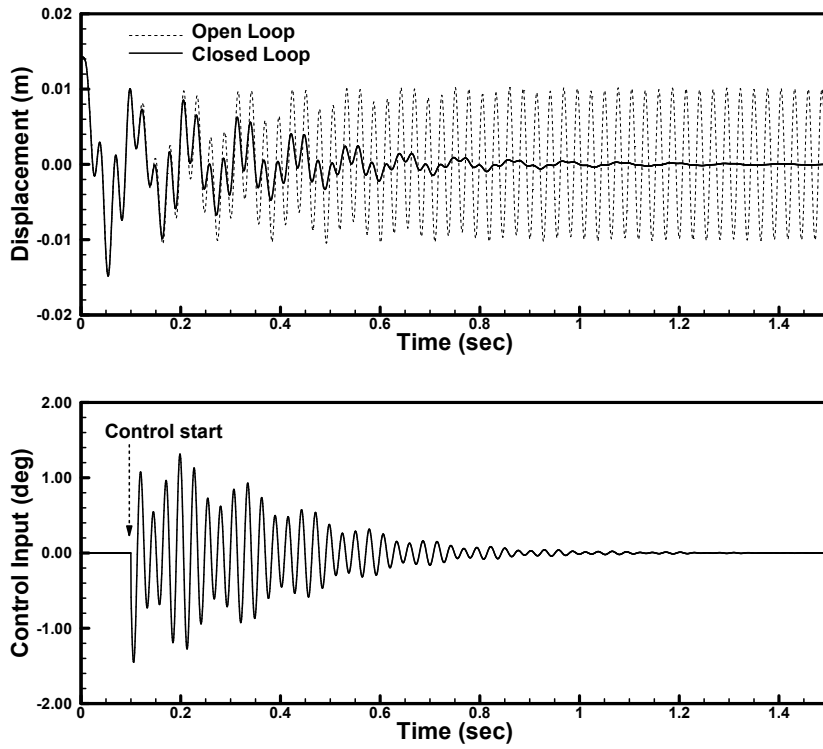 0.02
Open Loop
Closed Loop
0.01
0.00
-0.01
-0.02
Displacement (m)
0 0.2 0.4 0.6 0.8 1 1.2 1.4
Time (sec)
2.00
Control start
1.00
0.00
-1.00
-2.00
Control Input (deg)
0 0.2 0.4 0.6 0.8 1 1.2 1.4
Time (sec)